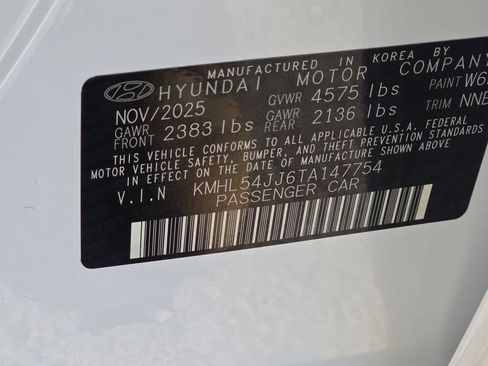 MANUFACTURED IN KOREA BY
HYUNDAI MOTOR COMPANY
NOV/2025 GVWR 4575 lbs PAINT
GAWR FRONT 2383 lbs GAWR REAR 2136 lbs TRIM
THIS VEHICLE CONFORMS TO ALL APPLICABLE U.S.A. FEDERAL
MOTOR VEHICLE SAFETY, BUMPER, AND THEFT PREVENTION STANDARDS
IN EFFECT ON THE DATE OF MANUFACTURE
V.I.N KMHL54JJ6TA147754
PASSENGER CAR